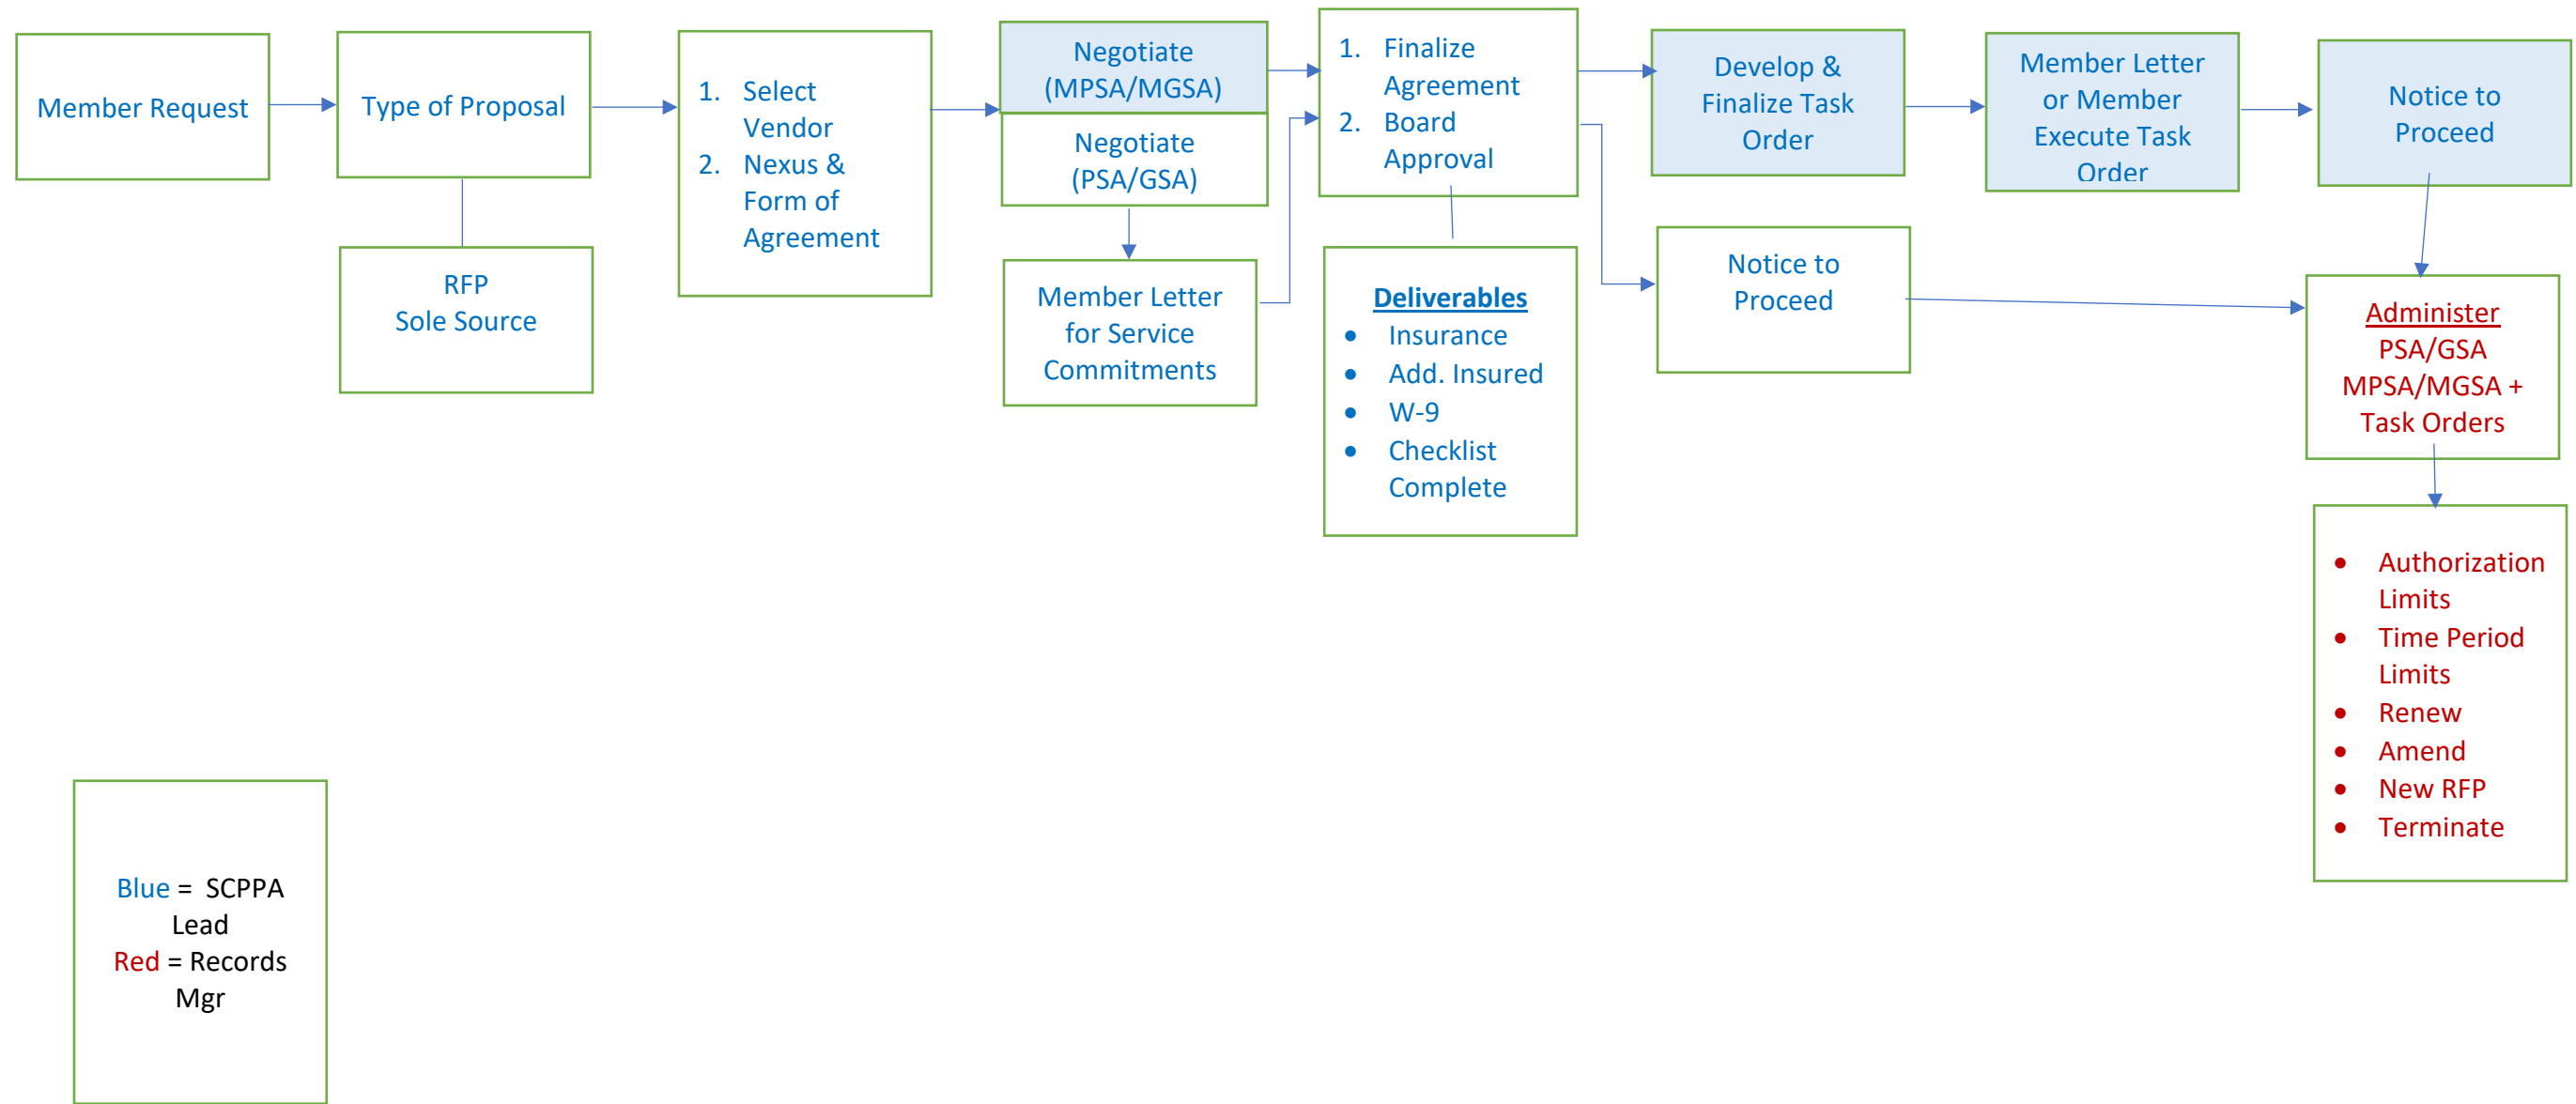 Member Request
Type of Proposal
RFP
Sole Source
1. Select
Vendor
2. Nexus &
Form of
Agreement
Negotiate
(MPSA/MGSA)
Negotiate
(PSA/GSA)
Member Letter
for Service
Commitments
1. Finalize
Agreement
2. Board
Approval
Deliverables
• Insurance
• Add. Insured
• W-9
• Checklist
Complete
Develop &
Finalize Task
Order
Notice to
Proceed
Member Letter
or Member
Execute Task
Order
Notice to
Proceed
Administer
PSA/GSA
MPSA/MGSA +
Task Orders
• Authorization
Limits
• Time Period
Limits
• Renew
• Amend
• New RFP
• Terminate
Blue = SCPPA
Lead
Red = Records
Mgr